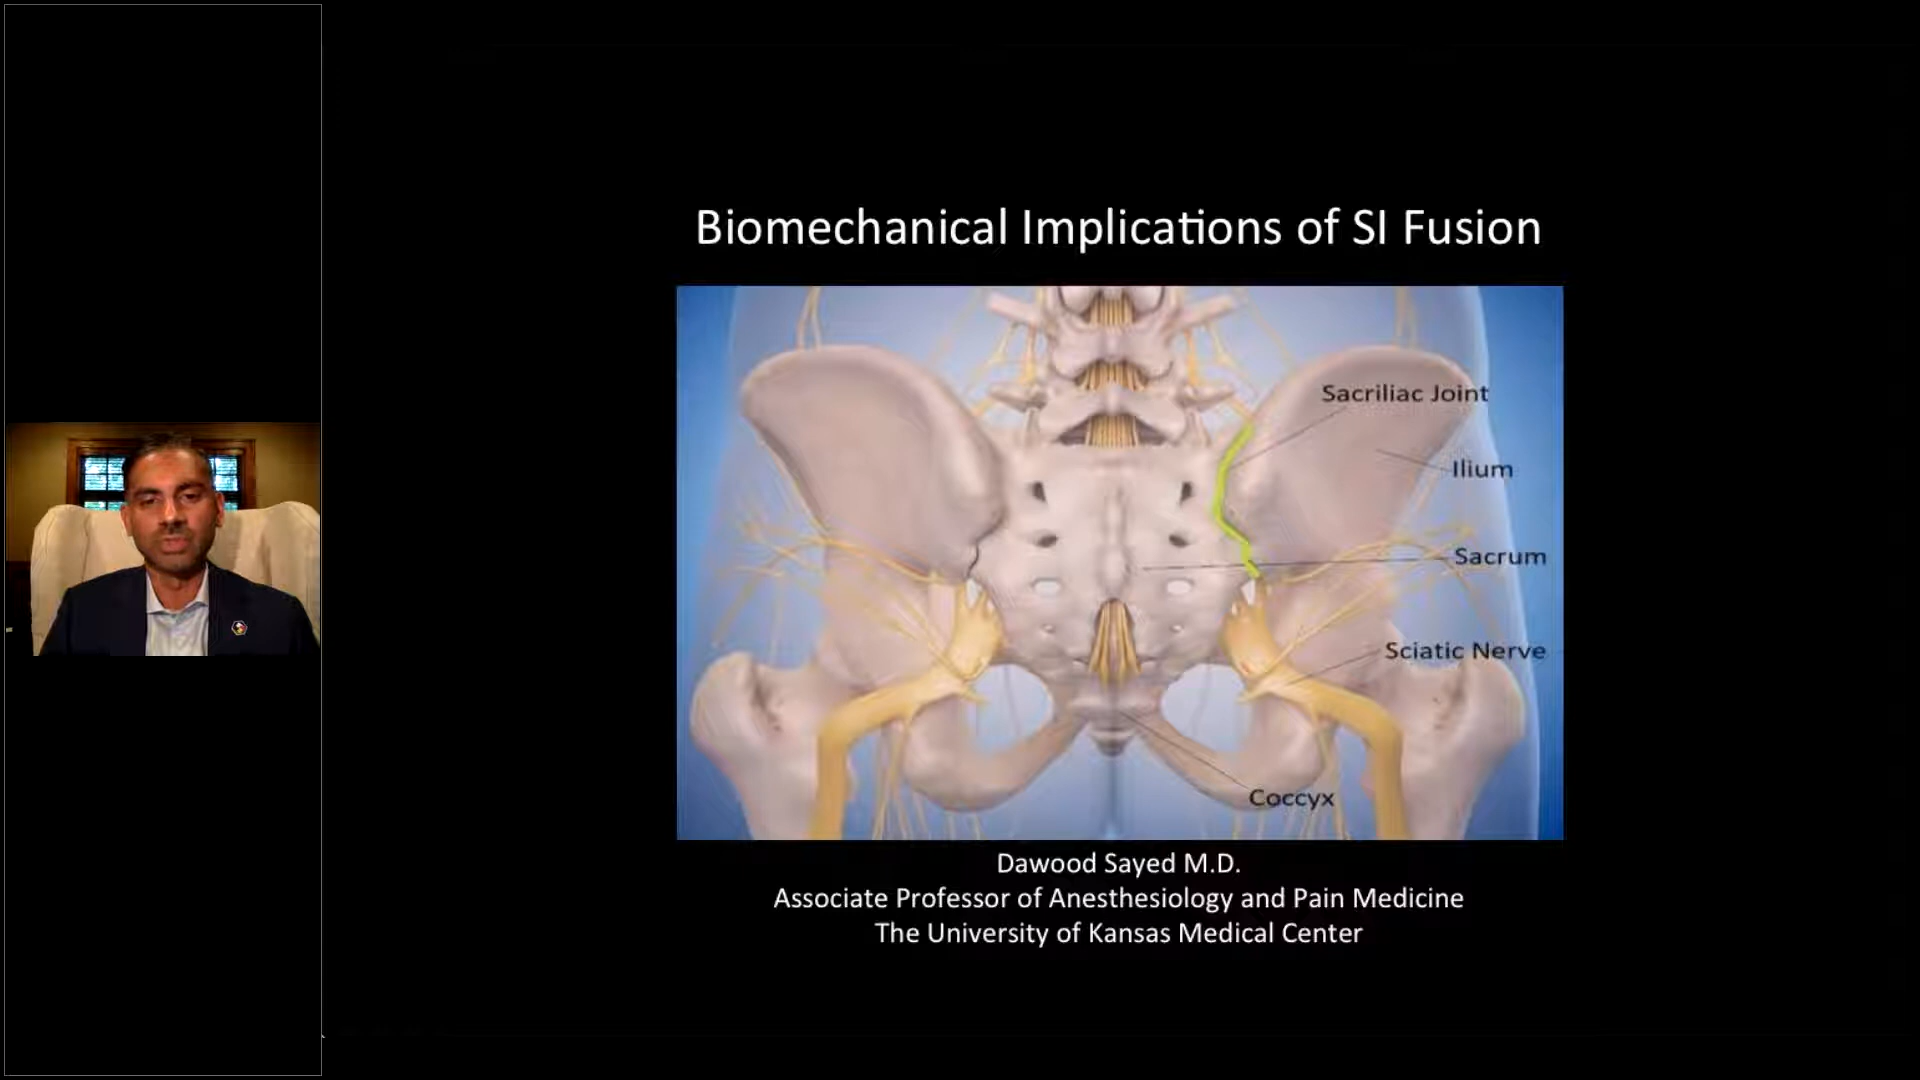 Biomechanical Implications of SI Fusion
Sacriliac Joint
Ilium
Sacrum
Sciatic Nerve
Coccyx
Dawood Sayed M.D.
Associate Professor of Anesthesiology and Pain Medicine
The University of Kansas Medical Center